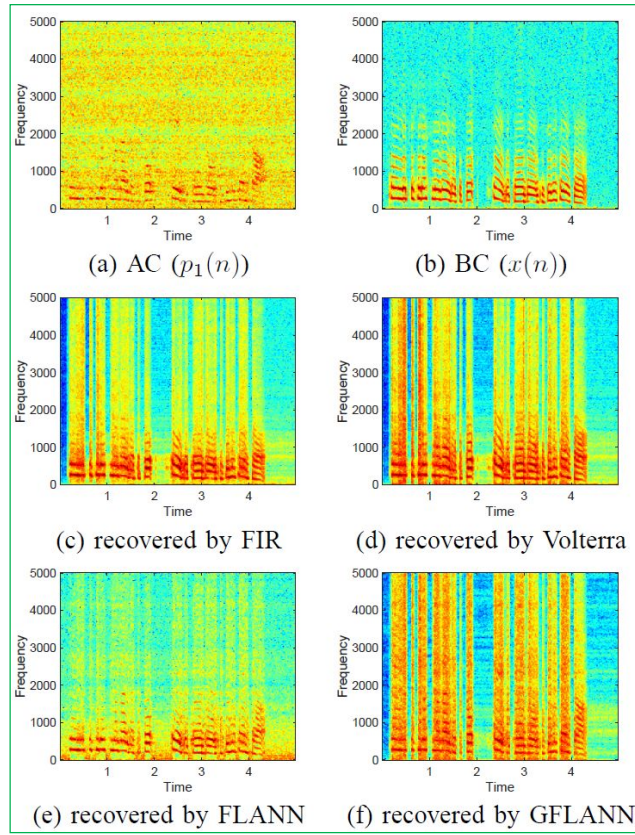 5000
4000
3000
2000
1000
0
Frequency
1 2 3 4
Time
(a) AC (p₁(n))
5000
4000
3000
2000
1000
0
Frequency
1 2 3 4
Time
(b) BC (x(n))
5000
4000
3000
2000
1000
0
Frequency
1 2 3 4
Time
(c) recovered by FIR
5000
4000
3000
2000
1000
0
Frequency
1 2 3 4
Time
(d) recovered by Volterra
5000
4000
3000
2000
1000
0
Frequency
1 2 3 4
Time
(e) recovered by FLANN
5000
4000
3000
2000
1000
0
Frequency
1 2 3 4
Time
(f) recovered by GFLANN